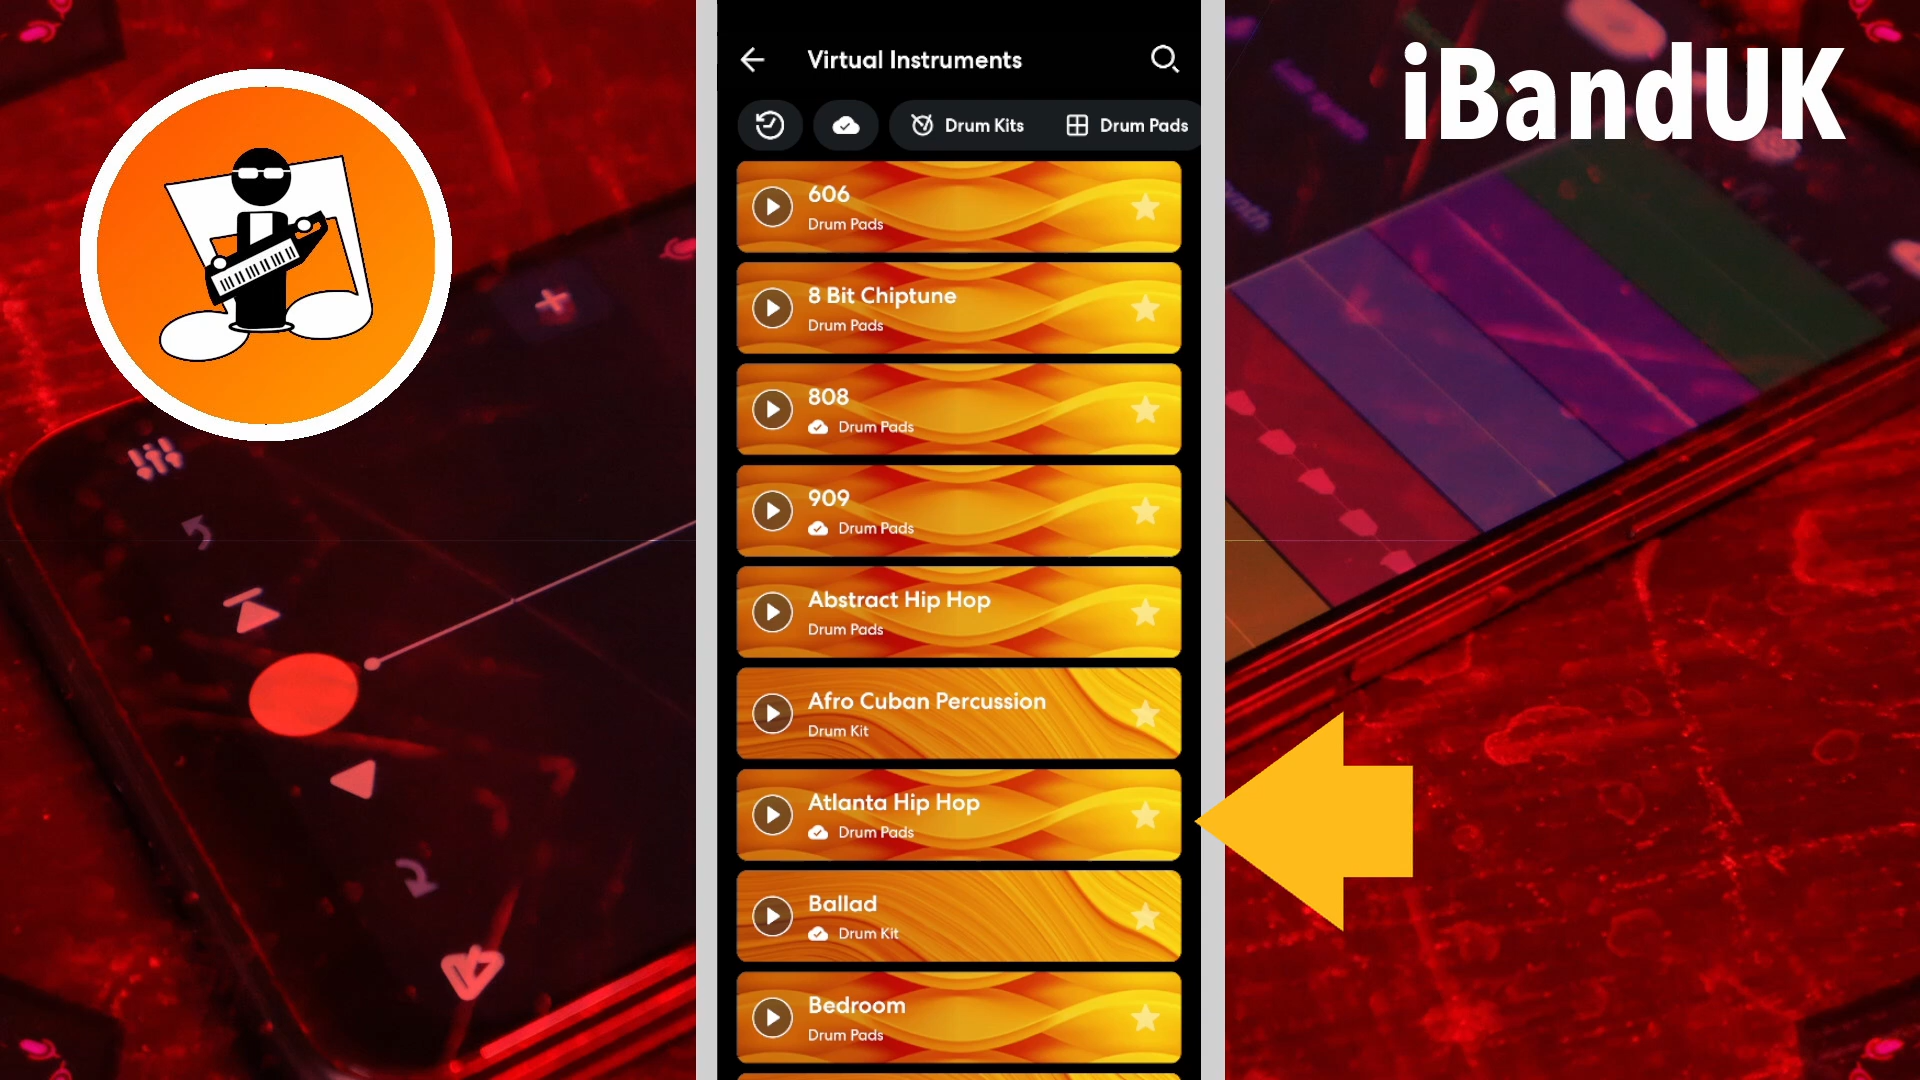 iBandUK
Virtual Instruments
Drum Kits
Drum Pads
606
Drum Pads
8 Bit Chiptune
Drum Pads
808
Drum Pads
909
Drum Pads
Abstract Hip Hop
Drum Pads
Afro Cuban Percussion
Drum Kit
Atlanta Hip Hop
Drum Pads
Ballad
Drum Kit
Bedroom
Drum Pads